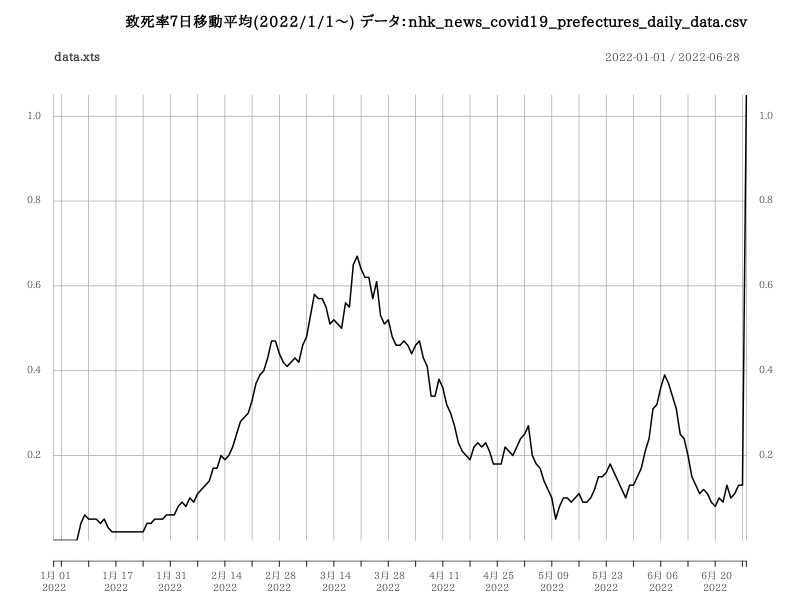 致死率7日移動平均(2022/1/1～) データ:nhk_news_covid19_prefectures_daily_data.csv
data.xts 2022-01-01 / 2022-06-28
1.0 1.0
0.8 0.8
0.6 0.6
0.4 0.4
0.2 0.2
1月 01 1月 17 1月 31 2月 14 2月 28 3月 14 3月 28 4月 11 4月 25 5月 09 5月 23 6月 06 6月 20
2022 2022 2022 2022 2022 2022 2022 2022 2022 2022 2022 2022 2022